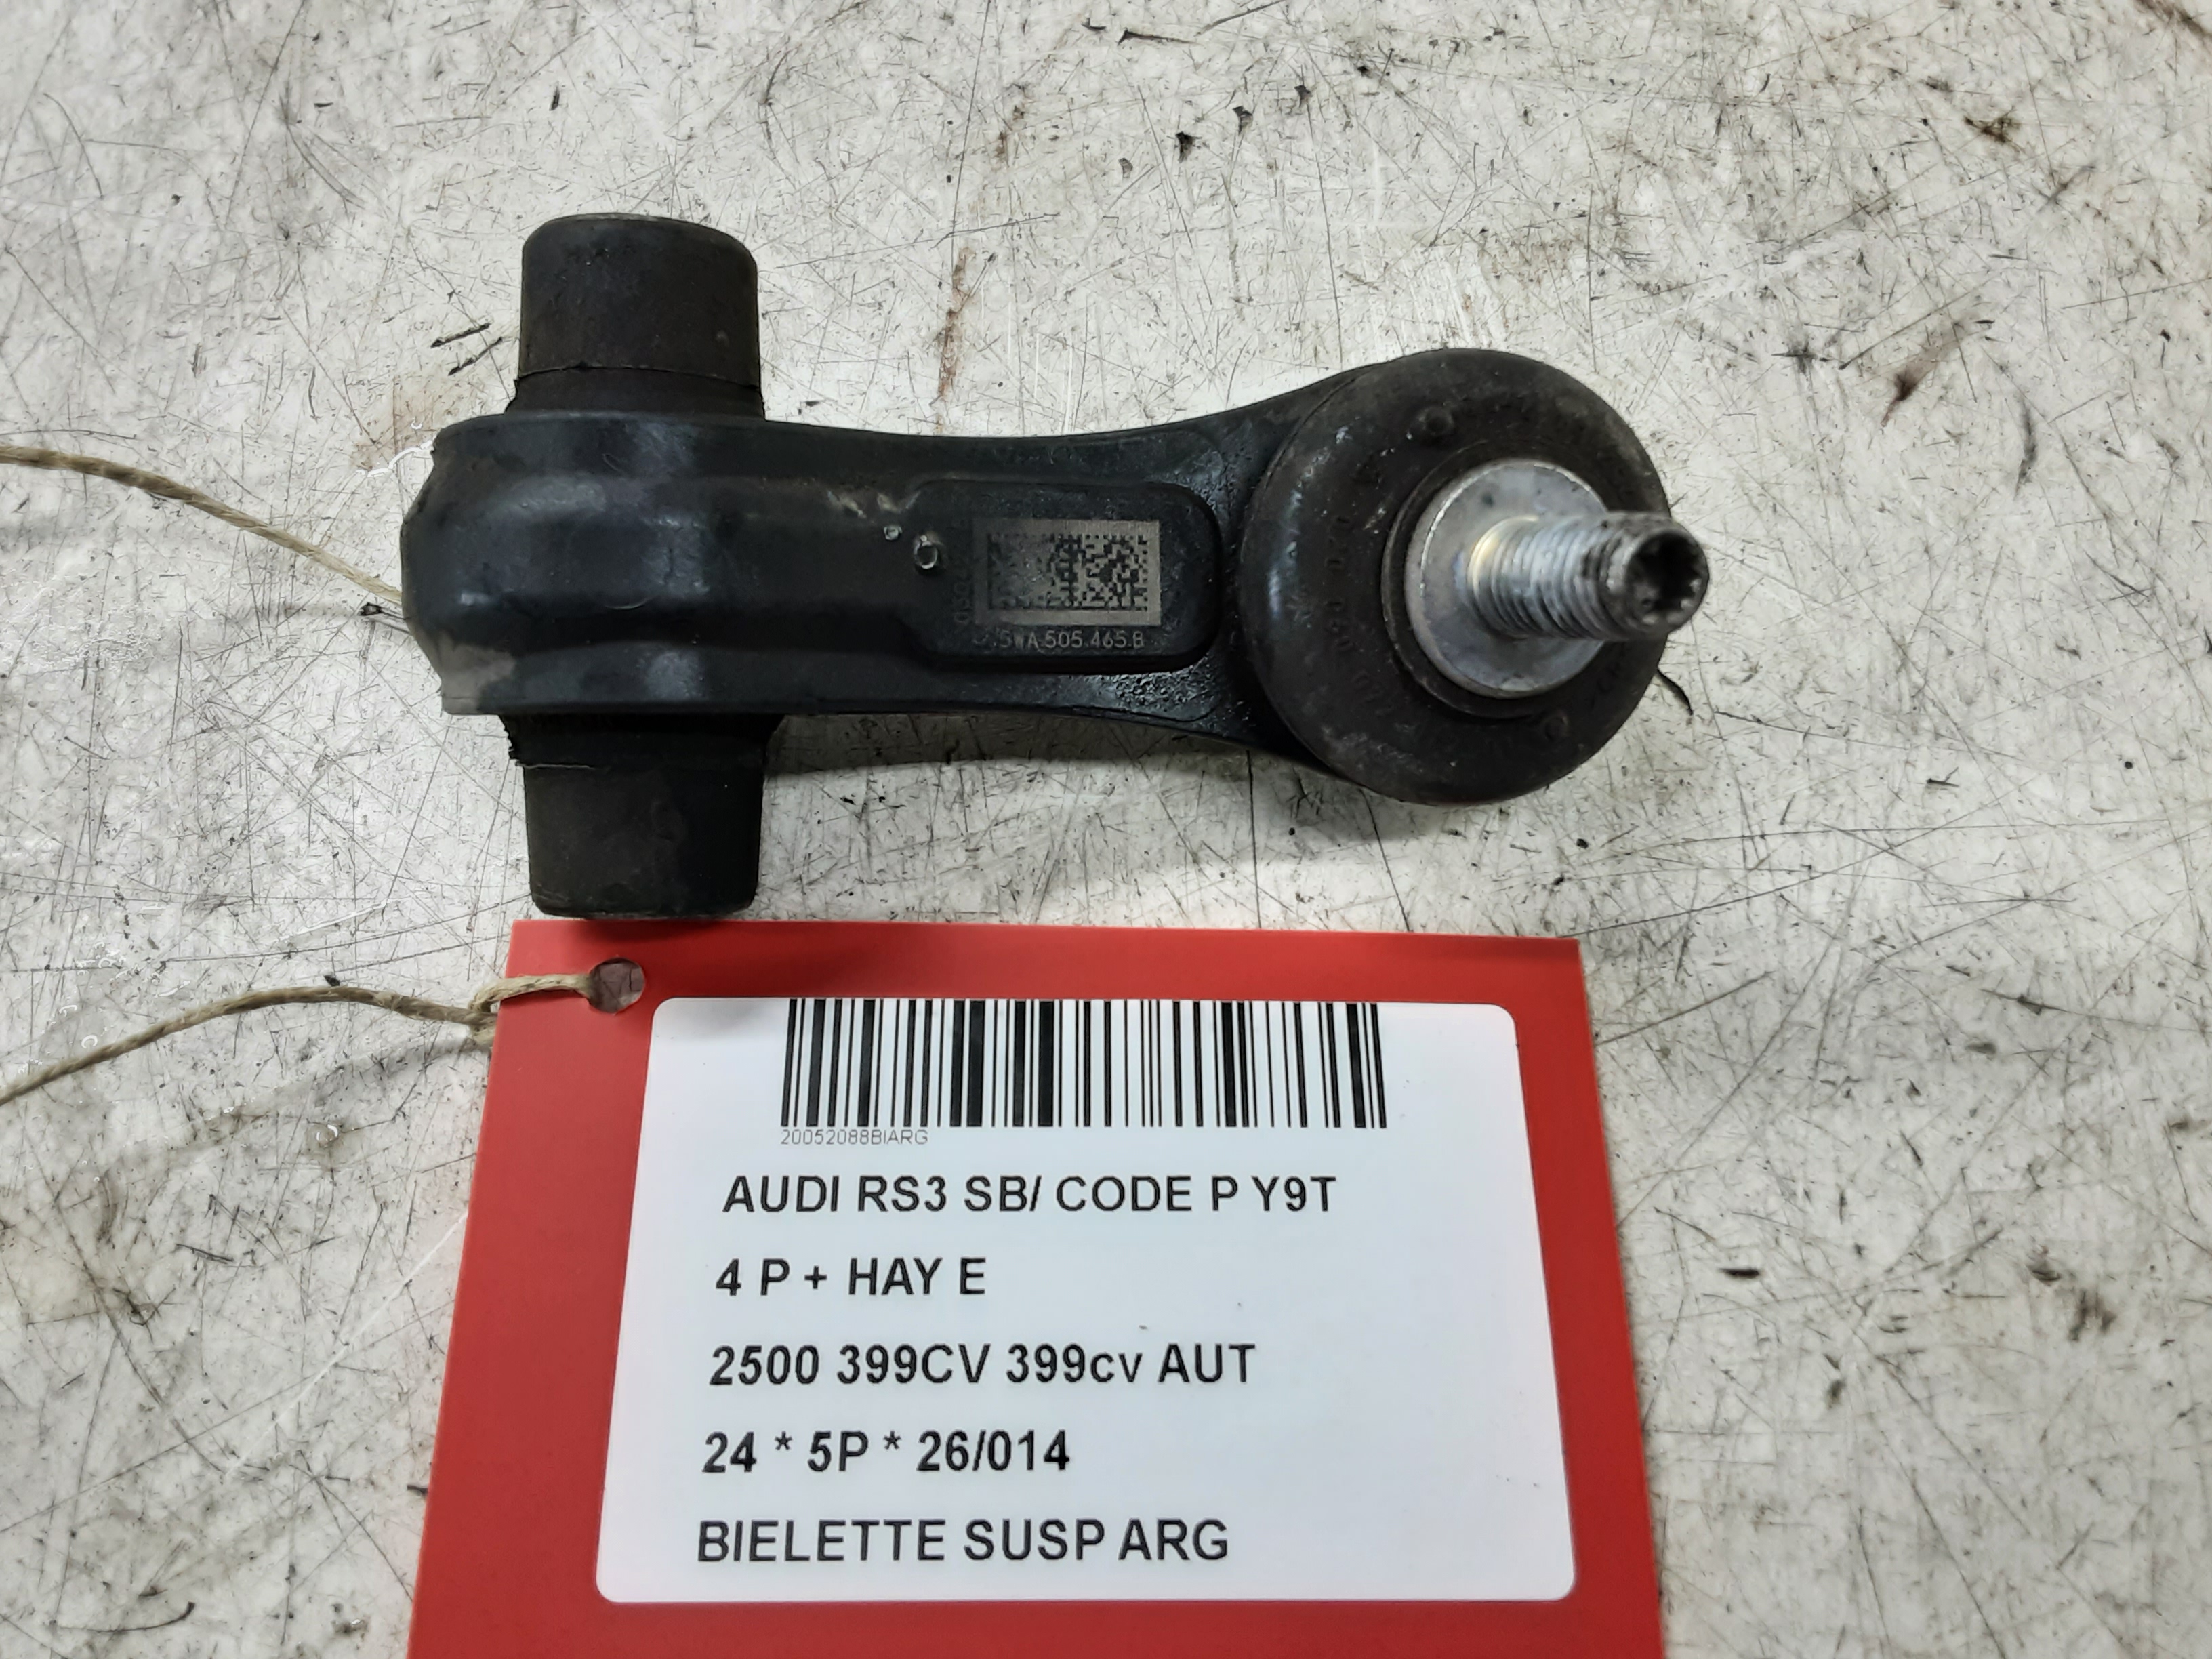 5WA 505 465 B
20052088BIARG
AUDI RS3 SB/ CODE P Y9T
4 P + HAY E
2500 399CV 399cv AUT
24 * 5P * 26/014
BIELETTE SUSP ARG